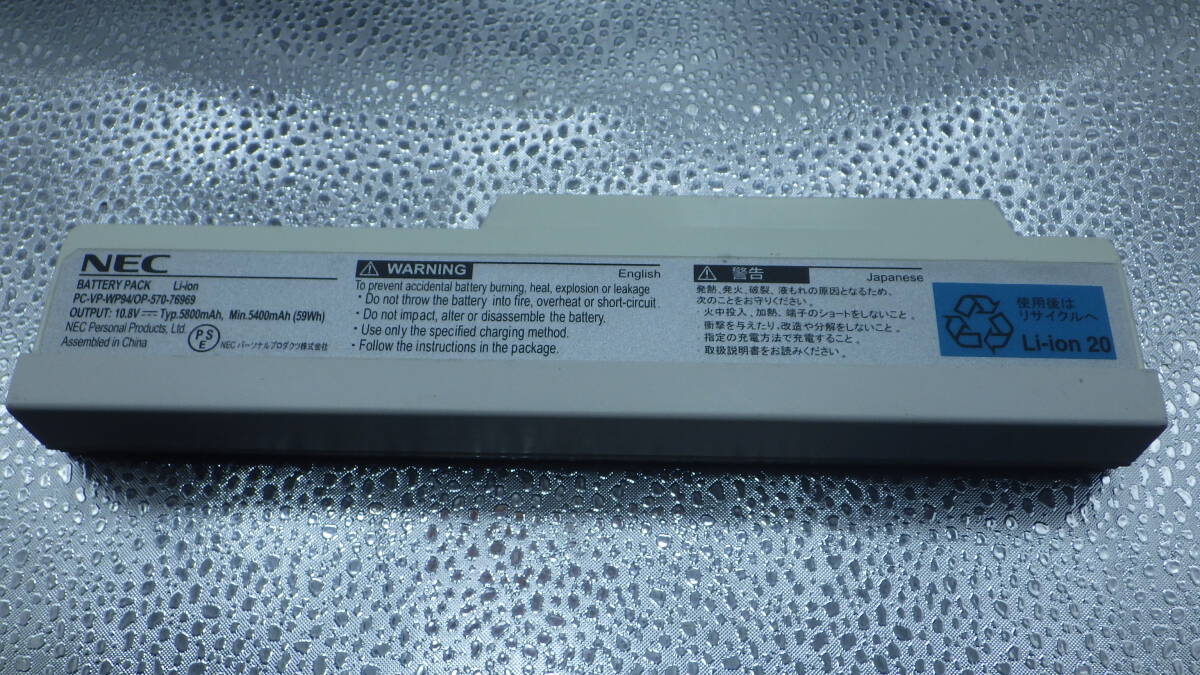 NEC
BATTERY PACK Li-ion
PC-VP-WP94/OP-570-76969
OUTPUT: 10.8V⎓ Typ.5800mAh, Min.5400mAh (59Wh)
NEC Personal Products, Ltd.
Assembled in China
PSE
NEC パーソナルプロダクツ株式会社
WARNING English
To prevent accidental battery burning, heat, explosion or leakage
・Do not throw the battery into fire, overheat or short-circuit.
・Do not impact, alter or disassemble the battery.
・Use only the specified charging method.
・Follow the instructions in the package.
警告 Japanese
発熱、発火、破裂、液もれの原因となるため、
次のことをお守りください。
・火中投入、加熱、端子のショートをしないこと。
・衝撃を与えたり、改造や分解をしないこと。
・指定の充電方法で充電すること。
・取扱説明書をお読みください。
使用後は
リサイクルへ
Li-ion 20